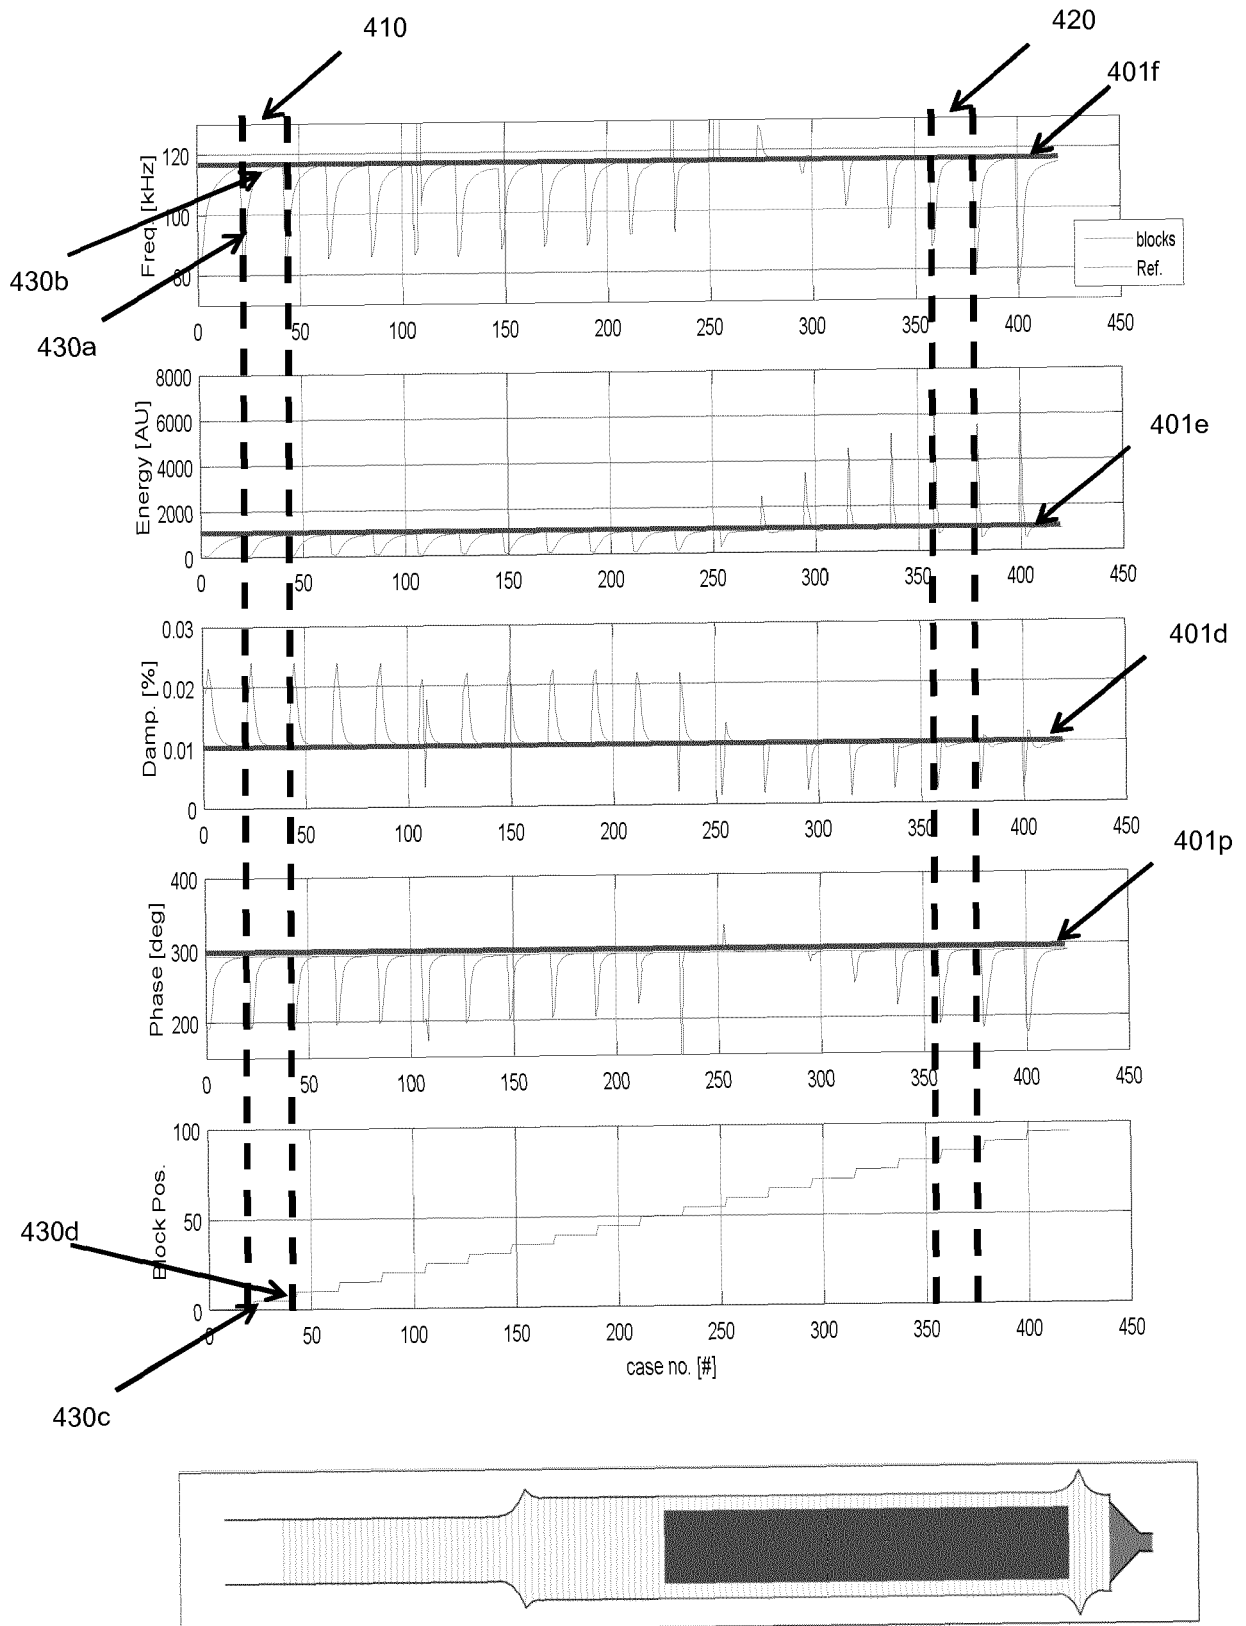 410
420
401f
Freq. [kHz]
120
100
80
430b
430a
blocks
Ref.
0 50 100 150 200 250 300 350 400 450
Energy [AU]
8000
6000
4000
2000
0
401e
0 50 100 150 200 250 300 350 400 450
Damp. [%]
0.03
0.02
0.01
0
401d
0 50 100 150 200 250 300 350 400 450
Phase [deg]
400
300
200
401p
0 50 100 150 200 250 300 350 400 450
Block Pos.
100
50
0
430d
0 50 100 150 200 250 300 350 400 450
case no. [#]
430c